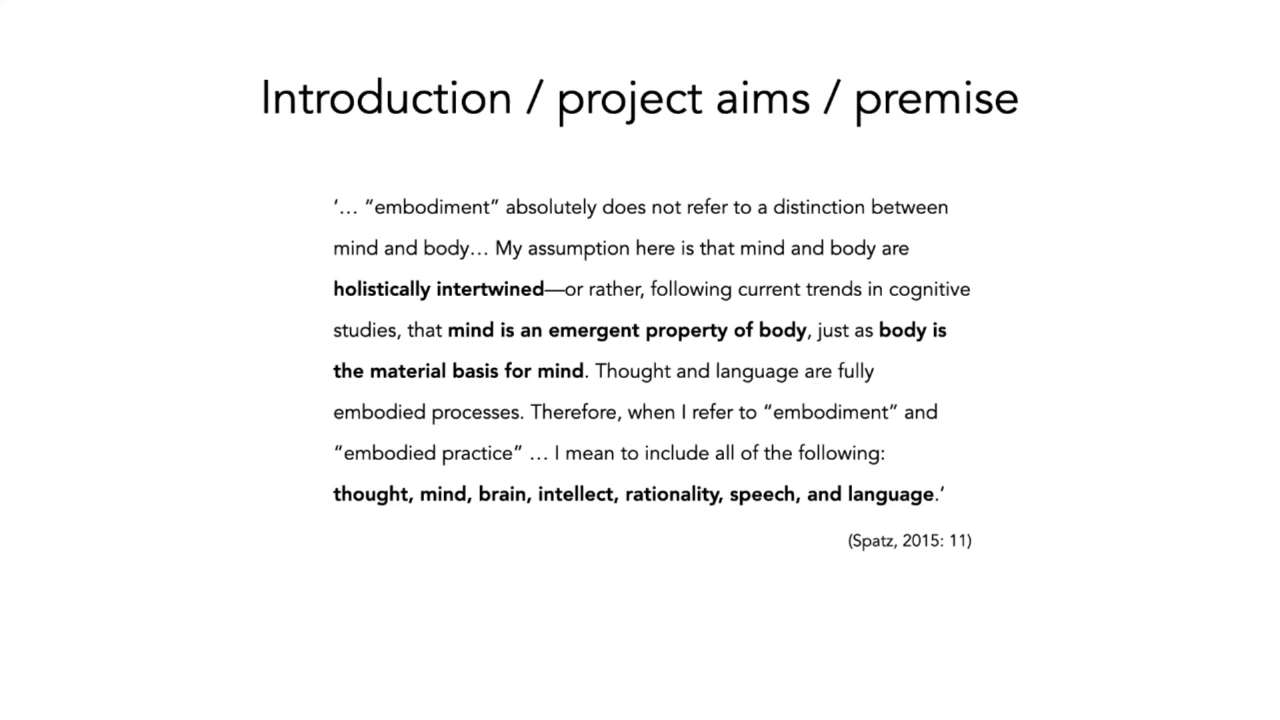 Introduction / project aims / premise
‘… “embodiment” absolutely does not refer to a distinction between
mind and body… My assumption here is that mind and body are
holistically intertwined—or rather, following current trends in cognitive
studies, that mind is an emergent property of body, just as body is
the material basis for mind. Thought and language are fully
embodied processes. Therefore, when I refer to “embodiment” and
“embodied practice” … I mean to include all of the following:
thought, mind, brain, intellect, rationality, speech, and language.‘
(Spatz, 2015: 11)